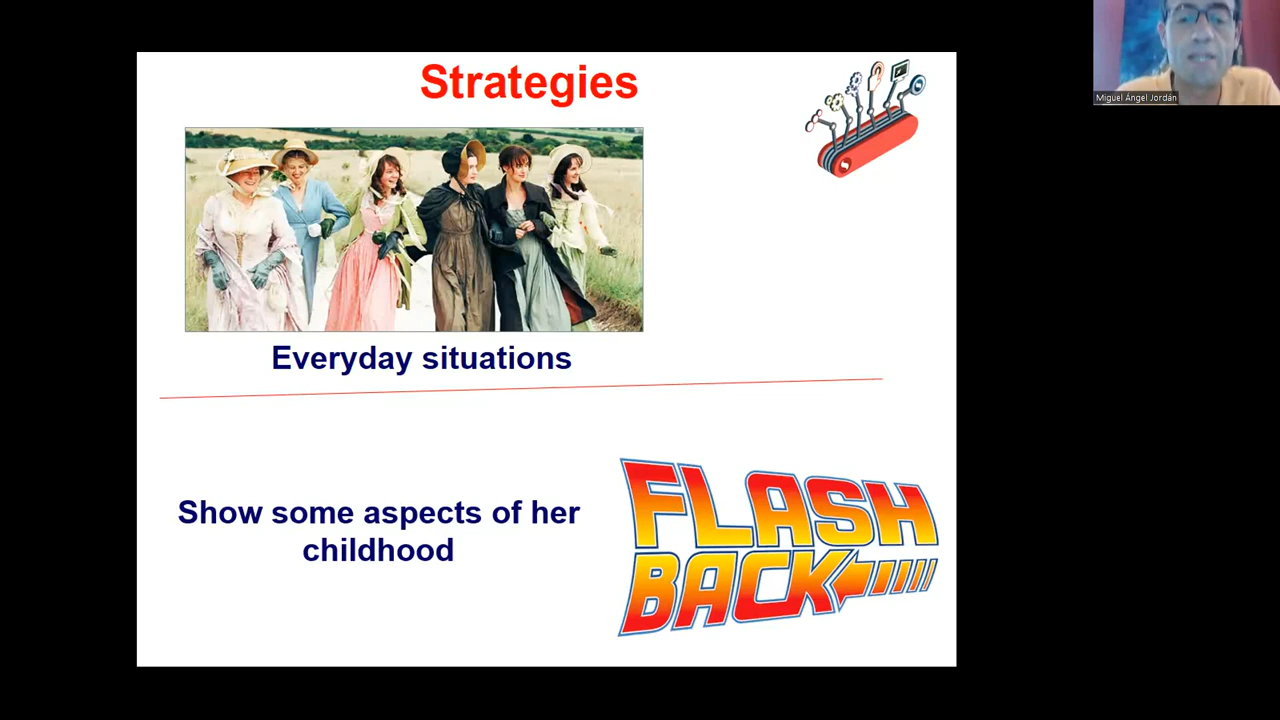 Strategies
Miguel Ángel Jordán
Everyday situations
Show some aspects of her
childhood
FLASH
BACK